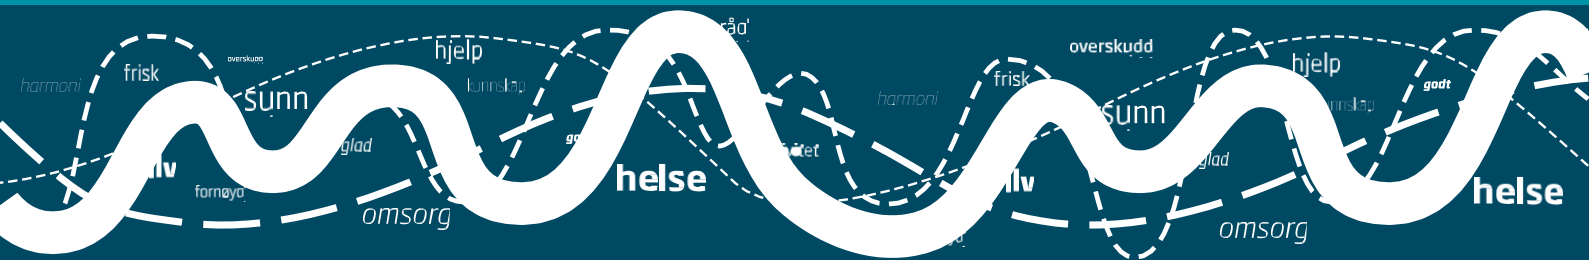 råd'
overskudd
hjelp
overskudd
hjelp
frisk
frisk
harmoni
kunnskap
godt
harmoni
sunn
sunn
glad
glad
helse
fornøyd
helse
omsorg
omsorg